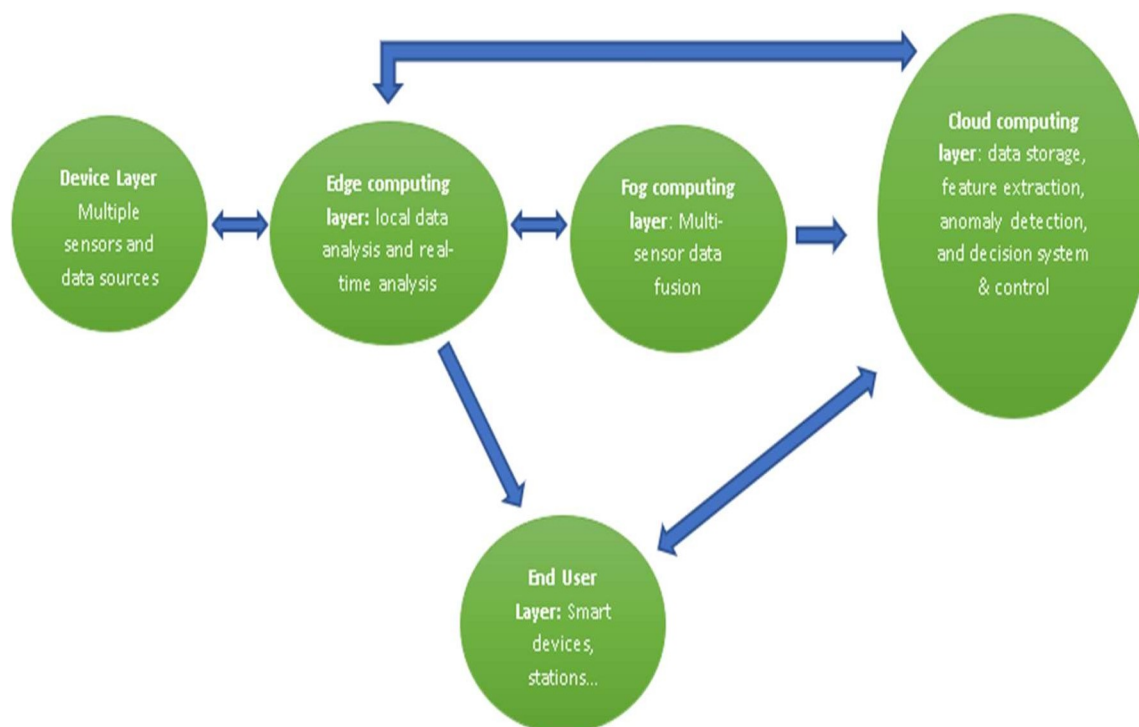 Device Layer
Multiple
sensors and
data sources
Edge computing
layer: local data
analysis and real-
time analysis
Fog computing
layer: Multi-
sensor data
fusion
Cloud computing
layer: data storage,
feature extraction,
anomaly detection,
and decision system
& control
End User
Layer: Smart
devices,
stations...